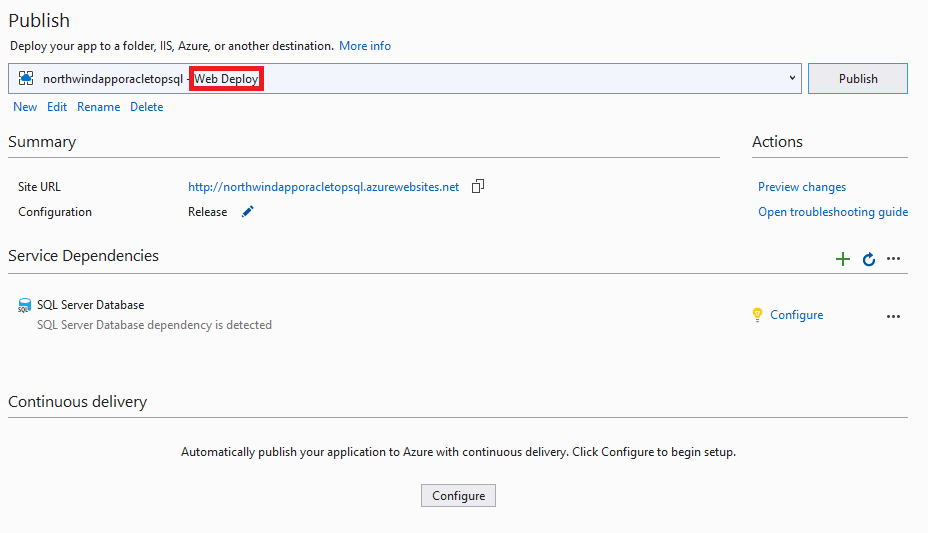 Publish
Deploy your app to a folder, IIS, Azure, or another destination. More info
northwindapporacletopsql - Web Deploy
Publish
New Edit Rename Delete
Summary
Actions
Site URL http://northwindapporacletopsql.azurewebsites.net
Preview changes
Configuration Release
Open troubleshooting guide
Service Dependencies
SQL
SQL Server Database
SQL Server Database dependency is detected
Configure
Continuous delivery
Automatically publish your application to Azure with continuous delivery. Click Configure to begin setup.
Configure